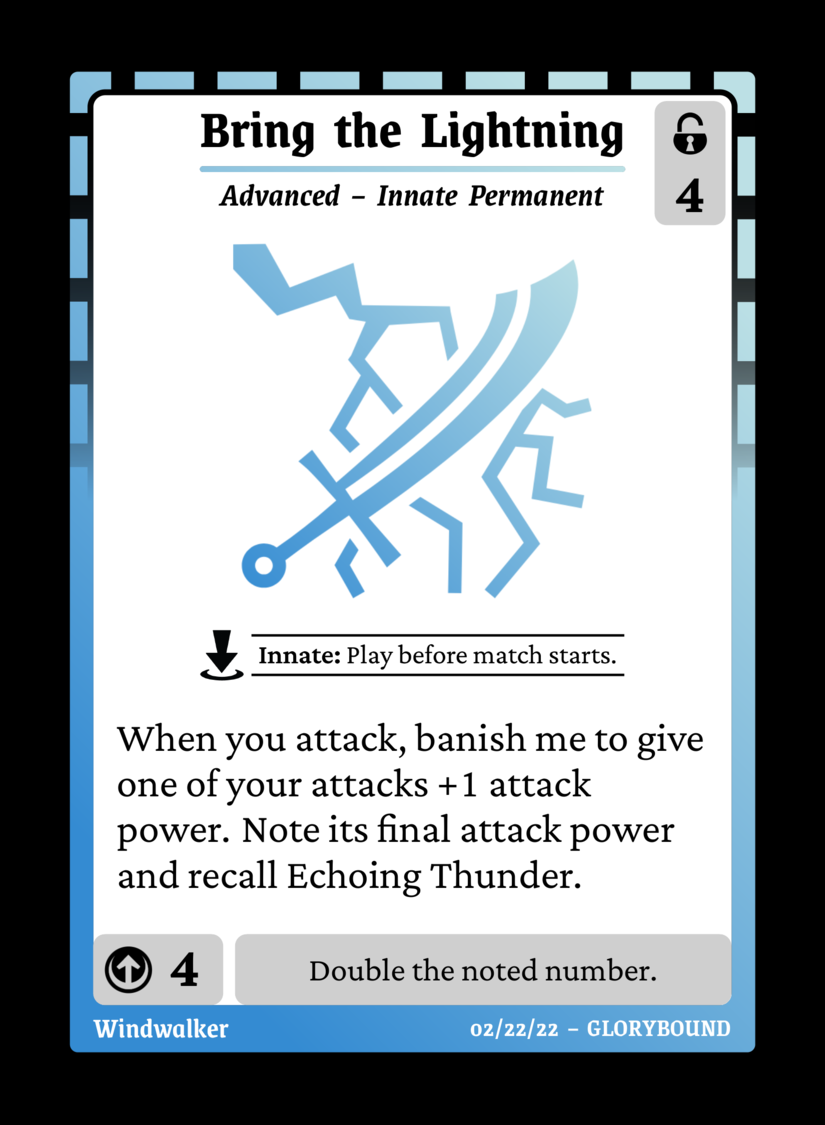 Bring the Lightning
4
Advanced – Innate Permanent
Innate: Play before match starts.
When you attack, banish me to give
one of your attacks +1 attack
power. Note its final attack power
and recall Echoing Thunder.
4
Double the noted number.
Windwalker
02/22/22 – GLORYBOUND